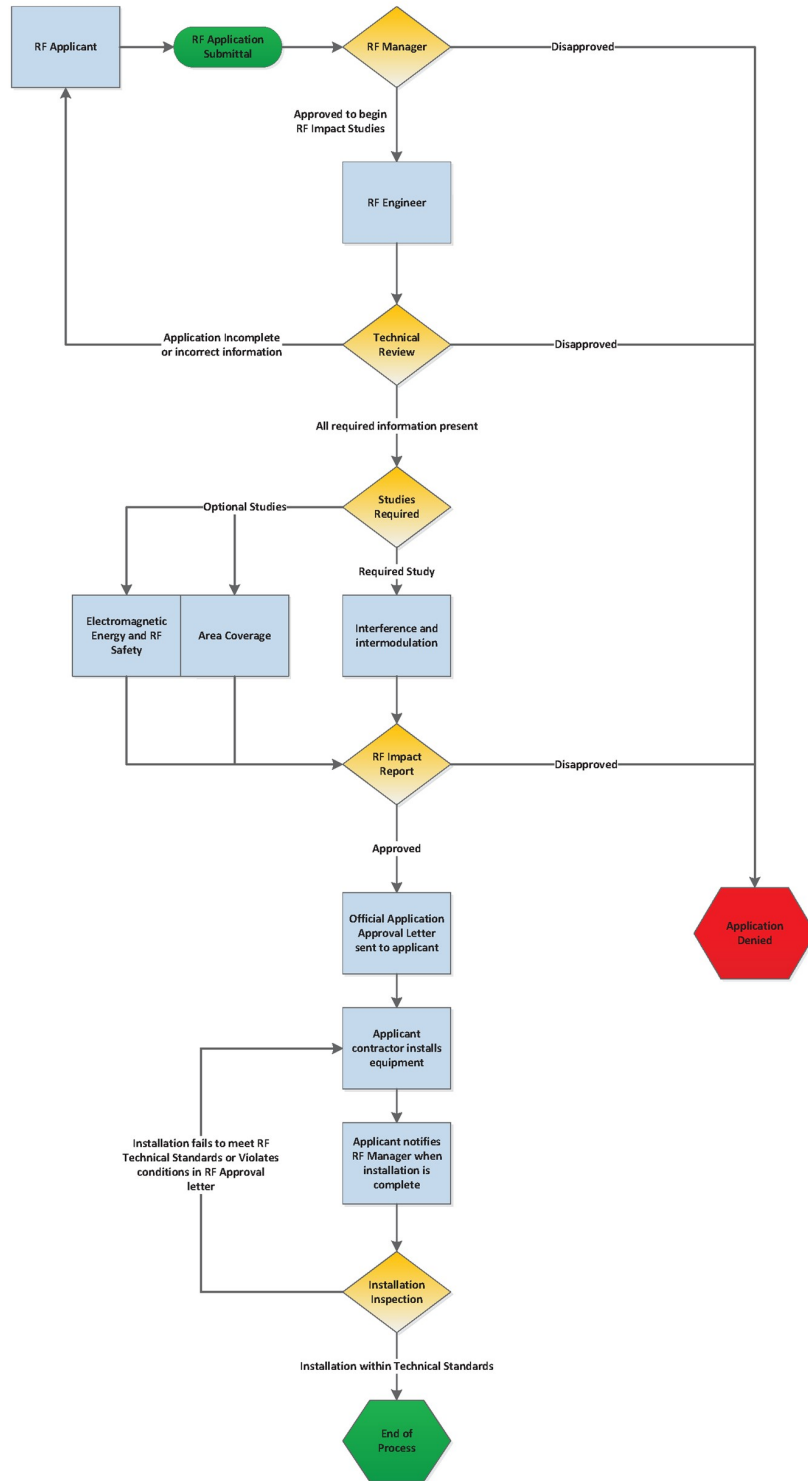 RF Applicant
RF Application
Submittal
RF Manager
Disapproved
Approved to begin
RF Impact Studies
RF Engineer
Application Incomplete
or incorrect information
Technical
Review
Disapproved
All required information present
Optional Studies
Studies
Required
Required Study
Electromagnetic
Energy and RF
Safety
Area Coverage
Interference and
intermodulation
RF Impact
Report
Disapproved
Approved
Official Application
Approval Letter
sent to applicant
Application
Denied
Applicant
contractor installs
equipment
Installation fails to meet RF
Technical Standards or Violates
conditions in RF Approval
letter
Applicant notifies
RF Manager when
installation is
complete
Installation
Inspection
Installation within Technical Standards
End of
Process